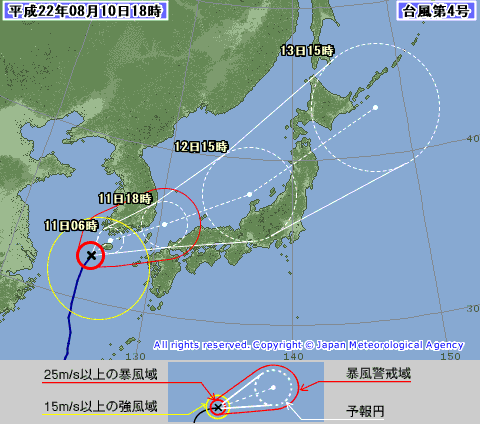 平成22年08月10日18時
台風第4号
13日15時
12日15時
11日18時
11日06時
40
30
All rights reserved. Copyright © Japan Meteorological Agency
130
140
150
25m/s以上の暴風域
暴風警戒域
15m/s以上の強風域
予報円